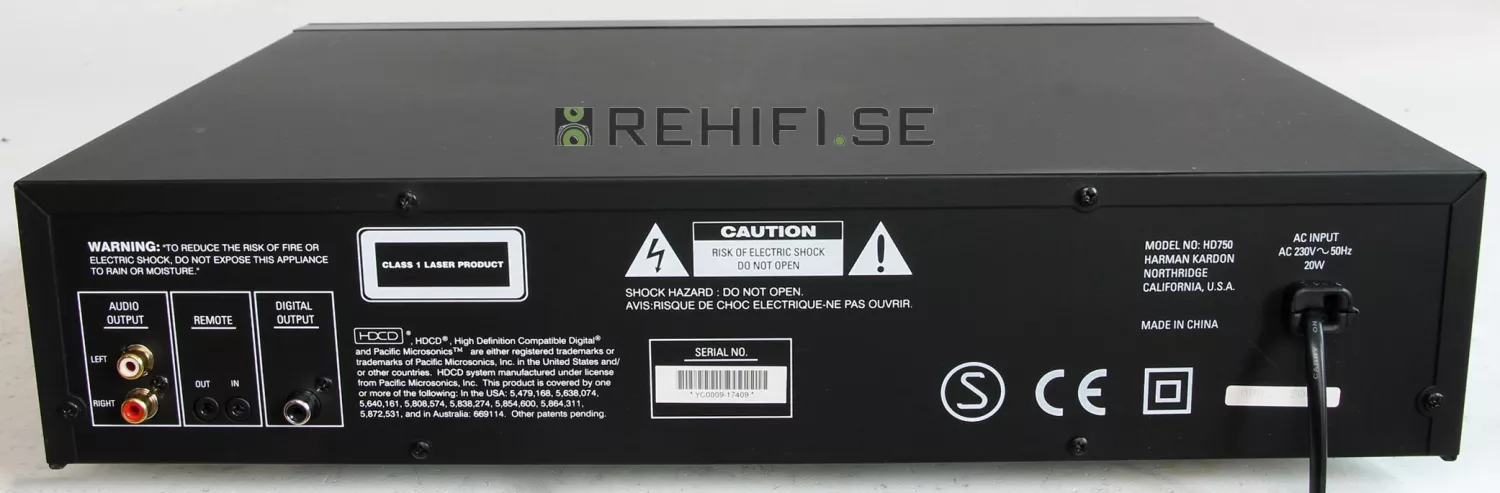 REHIFI.SE
WARNING: "TO REDUCE THE RISK OF FIRE OR
ELECTRIC SHOCK, DO NOT EXPOSE THIS APPLIANCE
TO RAIN OR MOISTURE."
AUDIO
OUTPUT
LEFT
RIGHT
REMOTE
OUT IN
DIGITAL
OUTPUT
CLASS 1 LASER PRODUCT
HDCD®, HDCD®, High Definition Compatible Digital®
and Pacific Microsonics™ are either registered trademarks or
trademarks of Pacific Microsonics, Inc. in the United States and/
or other countries. HDCD system manufactured under license
from Pacific Microsonics, Inc. This product is covered by one
or more of the following: In the USA: 5,479,168, 5,638,074,
5,640,161, 5,808,574, 5,838,274, 5,854,600, 5,864,311,
5,872,531, and in Australia: 669114. Other patents pending.
CAUTION
RISK OF ELECTRIC SHOCK
DO NOT OPEN
SHOCK HAZARD : DO NOT OPEN.
AVIS:RISQUE DE CHOC ELECTRIQUE-NE PAS OUVRIR.
SERIAL NO.
* YC0009-17409 *
S
CE
MODEL NO: HD750
HARMAN KARDON
NORTHRIDGE
CALIFORNIA, U.S.A.
MADE IN CHINA
AC INPUT
AC 230V~50Hz
20W